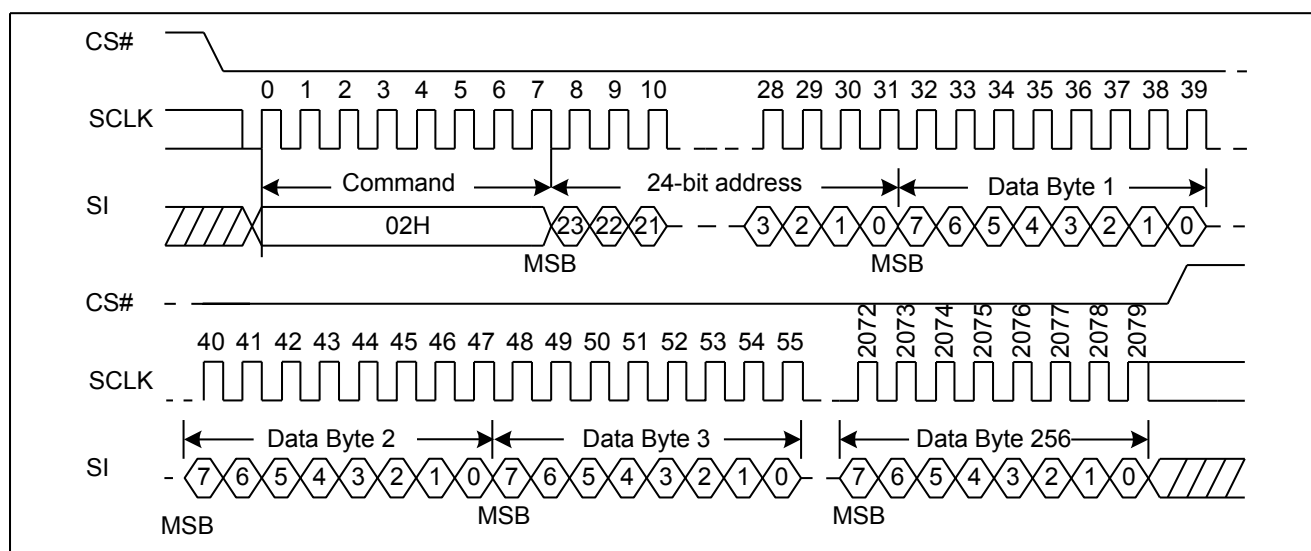 CS#
0 1 2 3 4 5 6 7 8 9 10 28 29 30 31 32 33 34 35 36 37 38 39
SCLK
Command 24-bit address Data Byte 1
SI 02H 23 22 21 3 2 1 0 7 6 5 4 3 2 1 0
MSB MSB
CS#
40 41 42 43 44 45 46 47 48 49 50 51 52 53 54 55 2072 2073 2074 2075 2076 2077 2078 2079
SCLK
Data Byte 2 Data Byte 3 Data Byte 256
SI 7 6 5 4 3 2 1 0 7 6 5 4 3 2 1 0 7 6 5 4 3 2 1 0
MSB MSB MSB